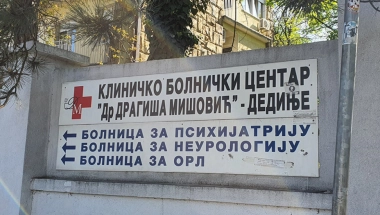 КЛИНИЧКО БОЛНИЧКИ ЦЕНТАР
"Др ДРАГИША МИШОВИЋ" - ДЕДИЊЕ
БОЛНИЦА ЗА ПСИХИЈАТРИЈУ
БОЛНИЦА ЗА НЕУРОЛОГИЈУ
БОЛНИЦА ЗА ОРЛ